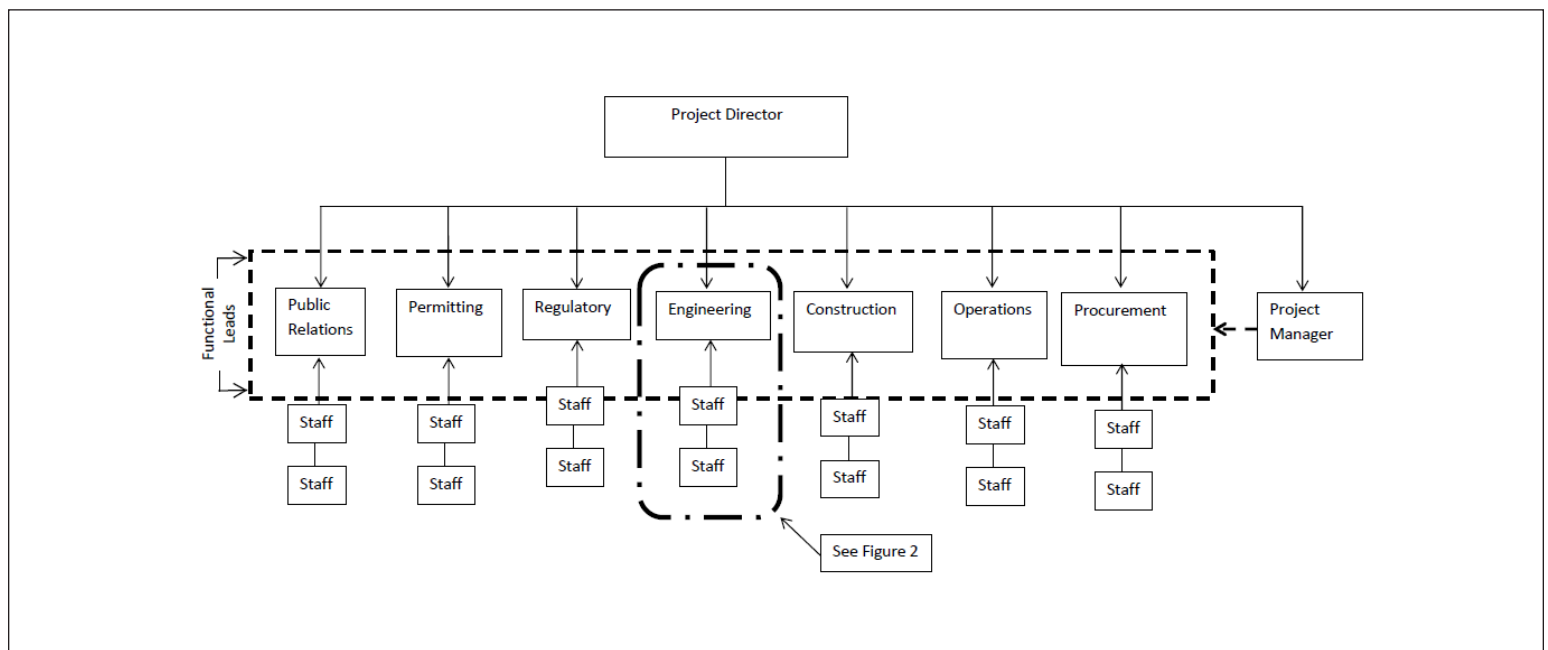 Project Director
Functional
Leads
Public
Relations
Permitting
Regulatory
Engineering
Construction
Operations
Procurement
Project
Manager
Staff
Staff
Staff
Staff
Staff
Staff
Staff
Staff
Staff
Staff
Staff
Staff
Staff
Staff
See Figure 2